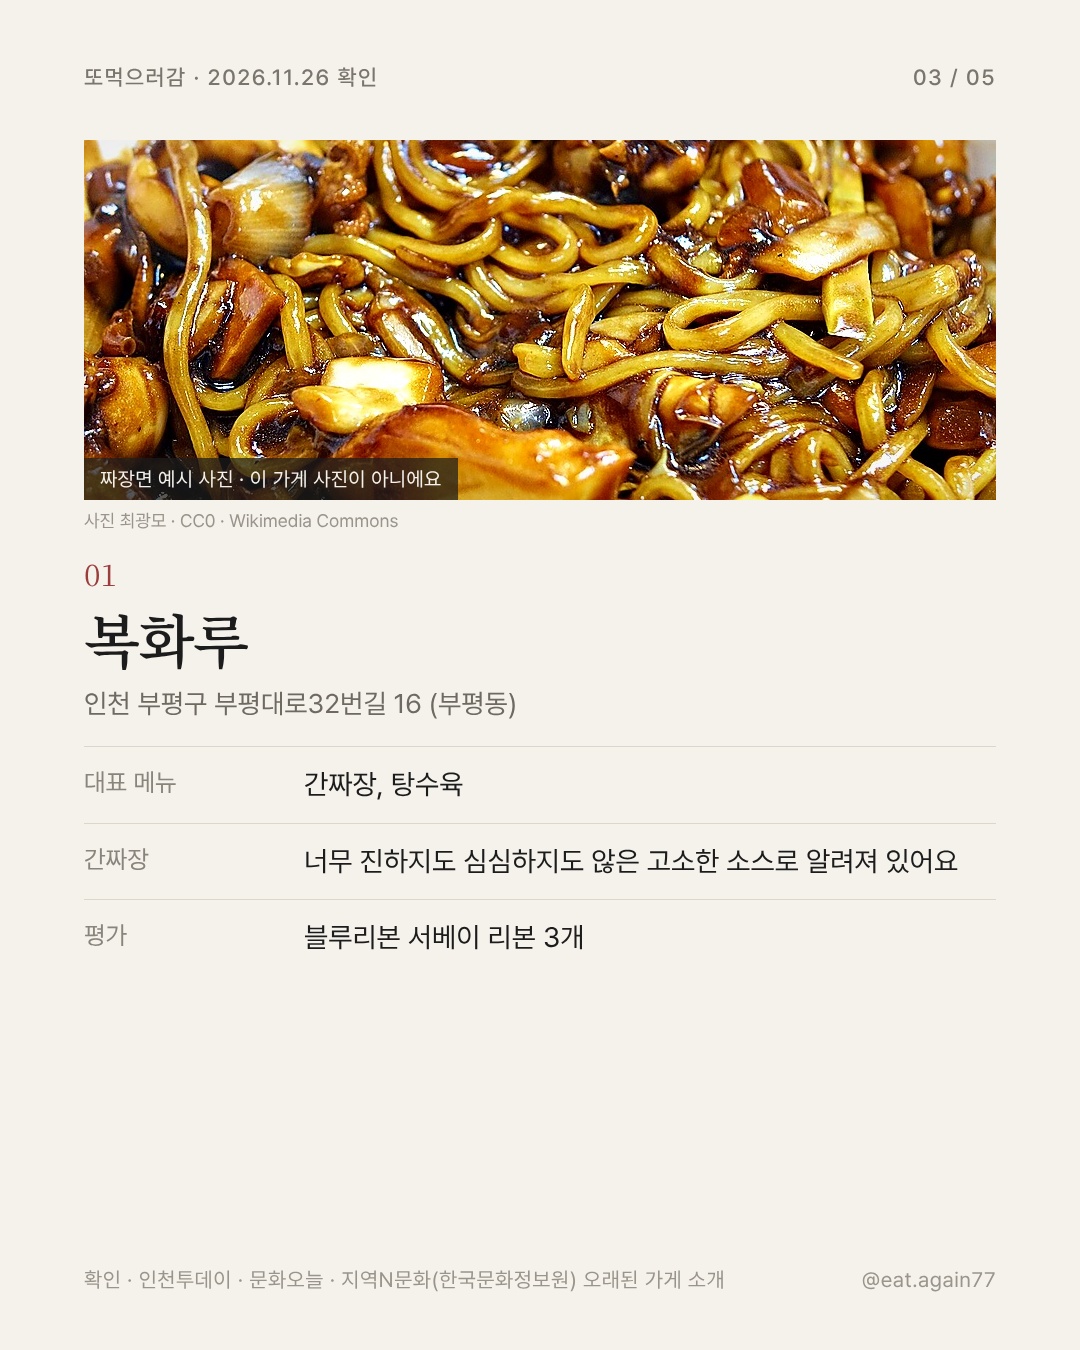 또먹으러감 · 2026.11.26 확인
03 / 05
짜장면 예시 사진 · 이 가게 사진이 아니에요
사진 최광모 · CC0 · Wikimedia Commons
01
복화루
인천 부평구 부평대로32번길 16 (부평동)
대표 메뉴 간짜장, 탕수육
간짜장 너무 진하지도 심심하지도 않은 고소한 소스로 알려져 있어요
평가 블루리본 서베이 리본 3개
확인 · 인천투데이 · 문화오늘 · 지역N문화(한국문화정보원) 오래된 가게 소개
@eat.again77